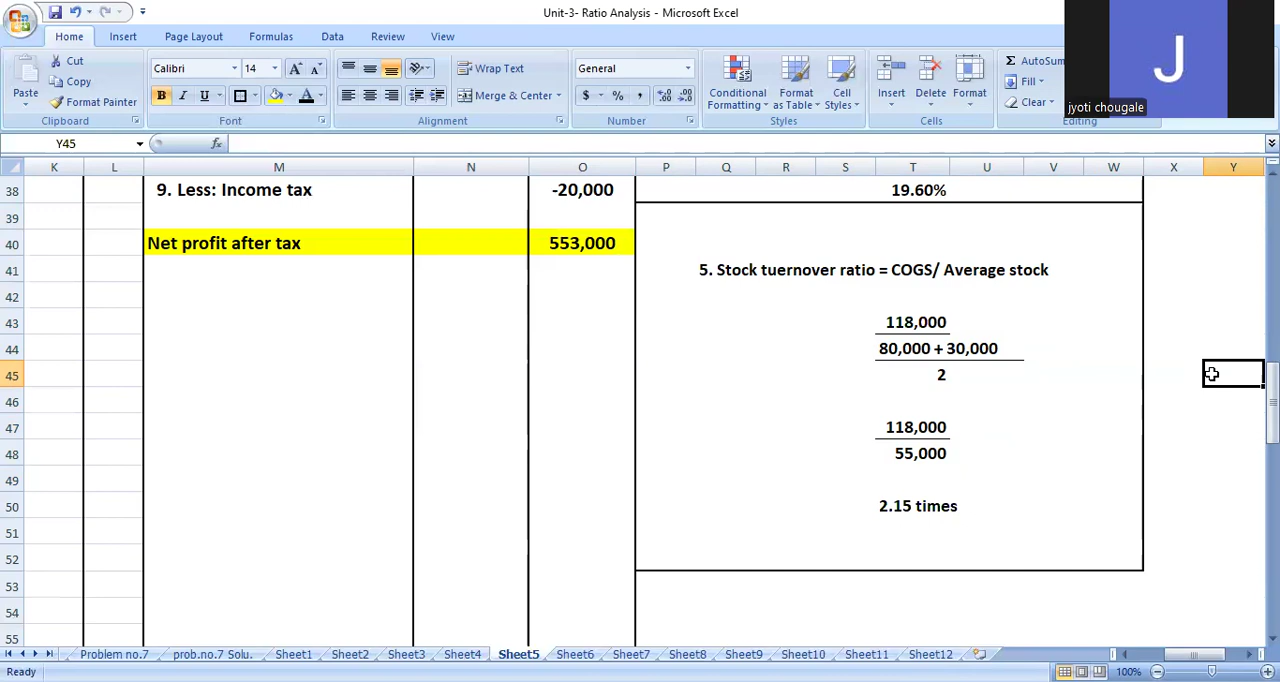 Unit-3- Ratio Analysis - Microsoft Excel
Home Insert Page Layout Formulas Data Review View
J
jyoti chougale
Paste
Cut
Copy
Format Painter
Clipboard
Calibri 14 A A
B I U A
Font
Wrap Text
Merge & Center
Alignment
General
$ % ,
Number
Conditional Formatting
Format as Table
Cell Styles
Styles
Insert Delete Format
Cells
Σ AutoSum
Fill
Clear
Editing
Y45 fx
K L M N O P Q R S T U V W X Y
38 9. Less: Income tax -20,000 19.60%
39
40 Net profit after tax 553,000
41 5. Stock tuernover ratio = COGS/ Average stock
42
43 118,000
44 80,000 + 30,000
45 2
46
47 118,000
48 55,000
49
50 2.15 times
51
52
53
54
55
Problem no.7 prob.no.7 Solu. Sheet1 Sheet2 Sheet3 Sheet4 Sheet5 Sheet6 Sheet7 Sheet8 Sheet9 Sheet10 Sheet11 Sheet12
Ready 100%